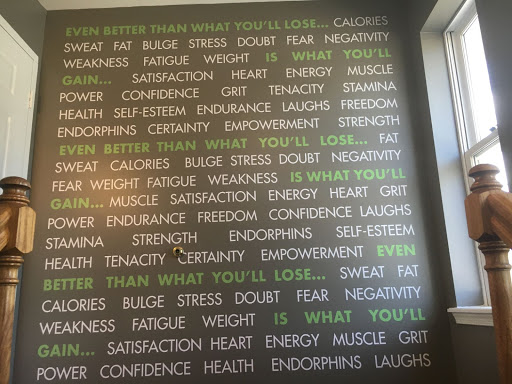 EVEN BETTER THAN WHAT YOU'LL LOSE... CALORIES
SWEAT FAT BULGE STRESS DOUBT FEAR NEGATIVITY
WEAKNESS FATIGUE WEIGHT IS WHAT YOU'LL
GAIN... SATISFACTION HEART ENERGY MUSCLE
POWER CONFIDENCE GRIT TENACITY STAMINA
HEALTH SELF-ESTEEM ENDURANCE LAUGHS FREEDOM
ENDORPHINS CERTAINTY EMPOWERMENT STRENGTH
EVEN BETTER THAN WHAT YOU'LL LOSE... FAT
SWEAT CALORIES BULGE STRESS DOUBT NEGATIVITY
FEAR WEIGHT FATIGUE WEAKNESS IS WHAT YOU'LL
GAIN... MUSCLE SATISFACTION ENERGY HEART GRIT
POWER ENDURANCE FREEDOM CONFIDENCE LAUGHS
STAMINA STRENGTH ENDORPHINS SELF-ESTEEM
HEALTH TENACITY CERTAINTY EMPOWERMENT EVEN
BETTER THAN WHAT YOU'LL LOSE... SWEAT FAT
CALORIES BULGE STRESS DOUBT FEAR NEGATIVITY
WEAKNESS FATIGUE WEIGHT IS WHAT YOU'LL
GAIN... SATISFACTION HEART ENERGY MUSCLE GRIT
POWER CONFIDENCE HEALTH ENDORPHINS LAUGHS